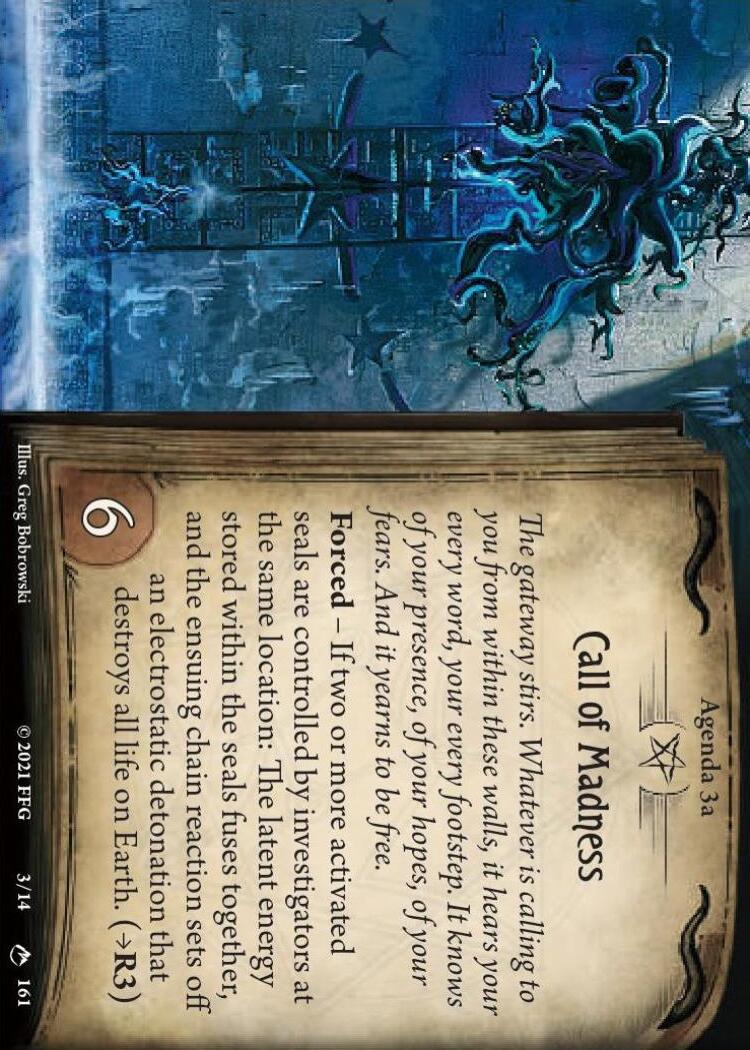 Agenda 3a
Call of Madness
The gateway stirs. Whatever is calling to
you from within these walls, it hears your
every word, your every footstep. It knows
of your presence, of your hopes, of your
fears. And it yearns to be free.
Forced – If two or more activated
seals are controlled by investigators at
the same location: The latent energy
stored within the seals fuses together,
and the ensuing chain reaction sets off
an electrostatic detonation that
destroys all life on Earth. (→R3)
6
Illus. Greg Bobrowski © 2021 FFG 3/14 161